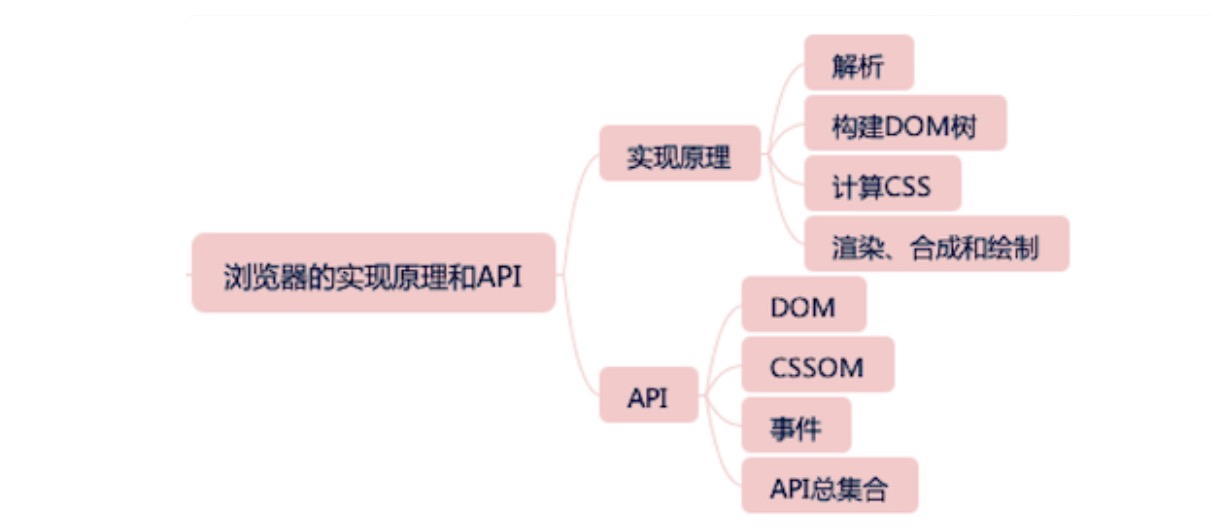 浏览器的实现原理和API
实现原理
解析
构建DOM树
计算CSS
渲染、合成和绘制
API
DOM
CSSOM
事件
API总集合